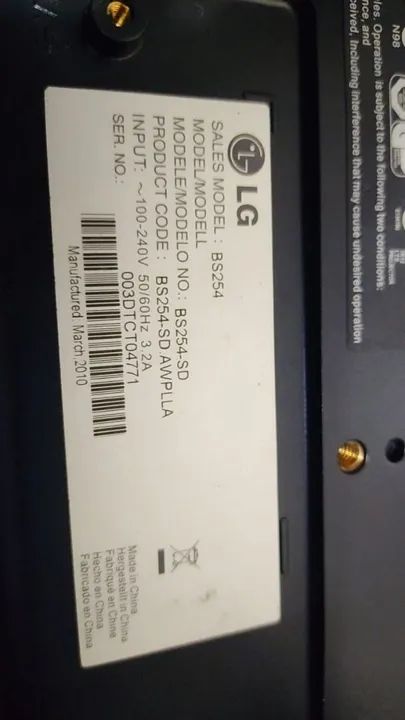 LG
SALES MODEL : BS254
MODEL/MODELL
MODELE/MODELO NO.: BS254-SD
PRODUCT CODE : BS254-SD.AWPLLA
INPUT: ~100-240V 50/60Hz 3.2A
SER. NO.: 003DTCT04771
Manufactured March.2010
Made in China
Hergestellt in China
Fabriqué en Chine
Hecho en China
Fabricado en China
N98
Operation is subject to the following two conditions:
and
including interference that may cause undesired operation